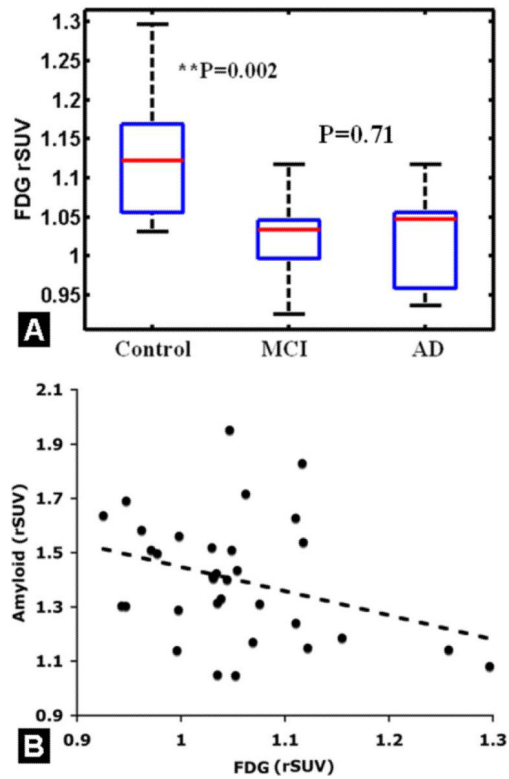 1.3
1.25
1.2
1.15
1.1
1.05
1
0.95
FDG rSUV
**P=0.002
P=0.71
A
Control MCI AD
2.1
1.9
1.7
1.5
1.3
1.1
0.9
Amyloid (rSUV)
0.9 1 1.1 1.2 1.3
B
FDG (rSUV)